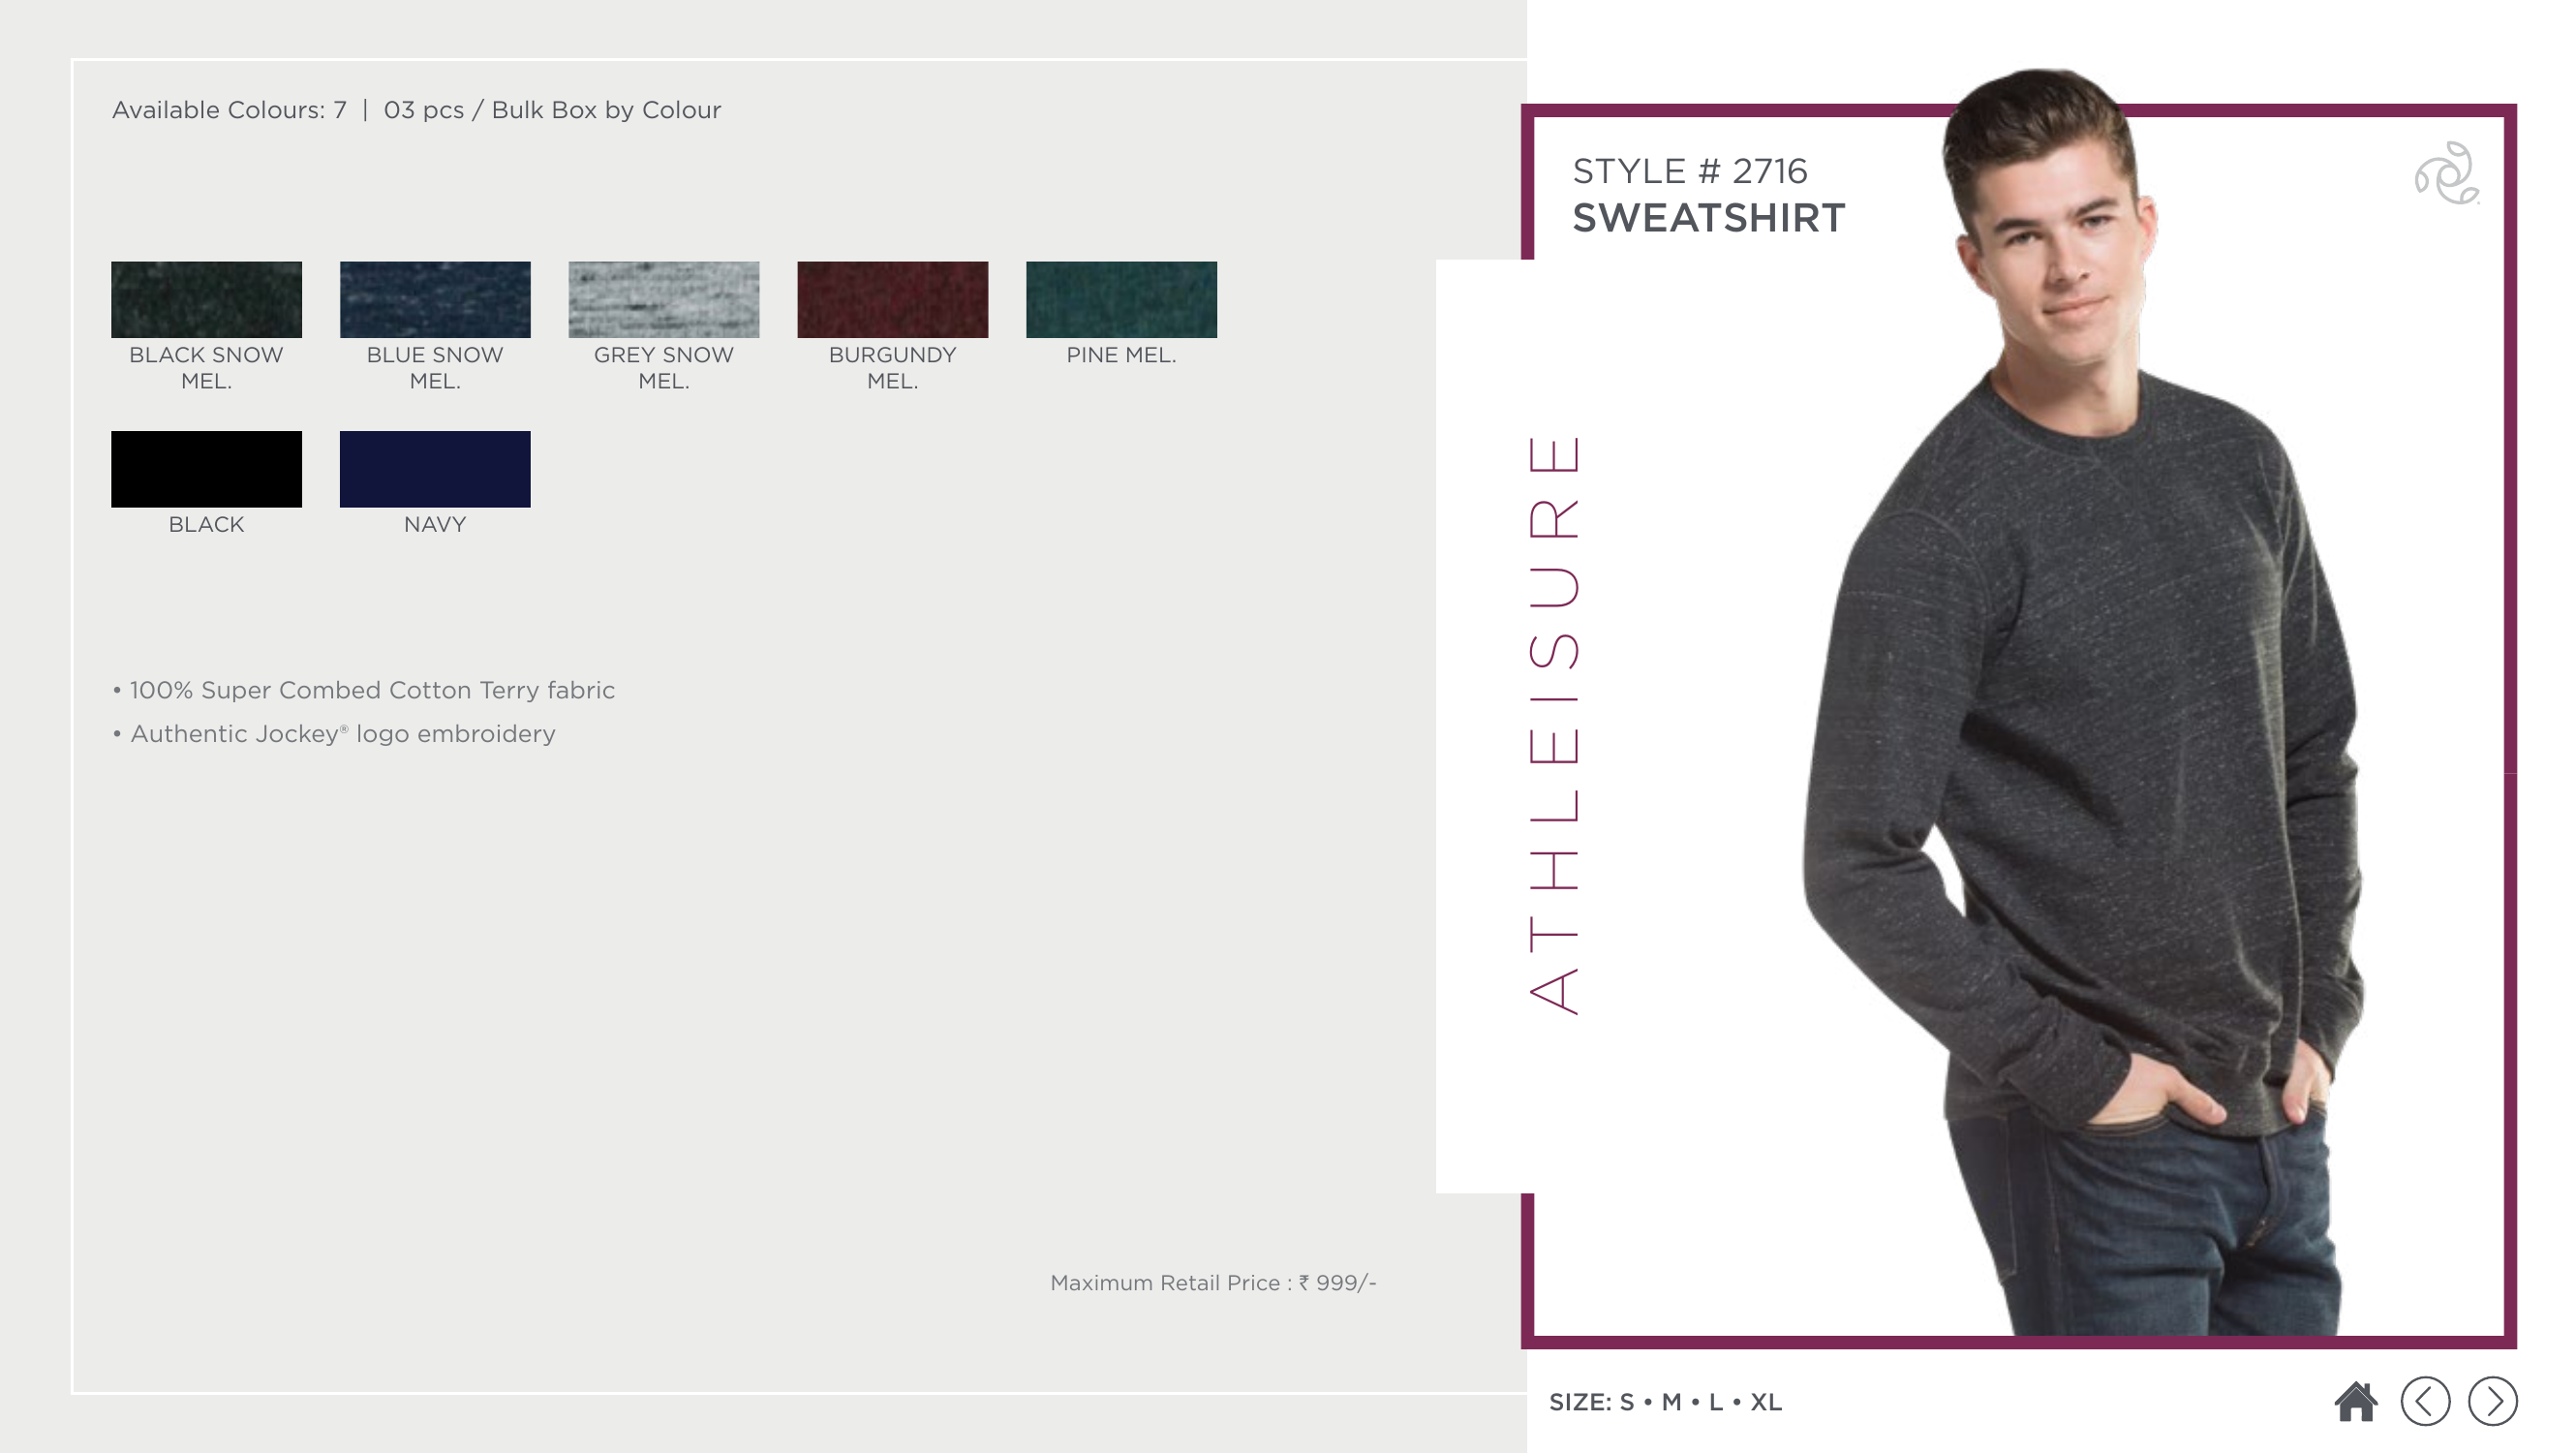 Available Colours: 7 | 03 pcs / Bulk Box by Colour
BLACK SNOW
MEL.
BLUE SNOW
MEL.
GREY SNOW
MEL.
BURGUNDY
MEL.
PINE MEL.
BLACK
NAVY
• 100% Super Combed Cotton Terry fabric
• Authentic Jockey® logo embroidery
Maximum Retail Price : ₹ 999/-
STYLE # 2716
SWEATSHIRT
ATHLEISURE
SIZE: S • M • L • XL